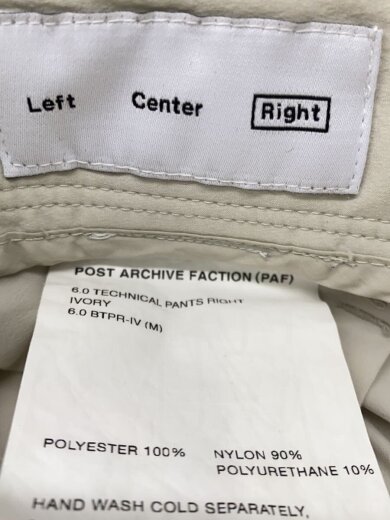 Left Center Right
POST ARCHIVE FACTION (PAF)
6.0 TECHNICAL PANTS RIGHT
IVORY
6.0 BTPR-IV (M)
POLYESTER 100% NYLON 90%
POLYURETHANE 10%
HAND WASH COLD SEPARATELY,